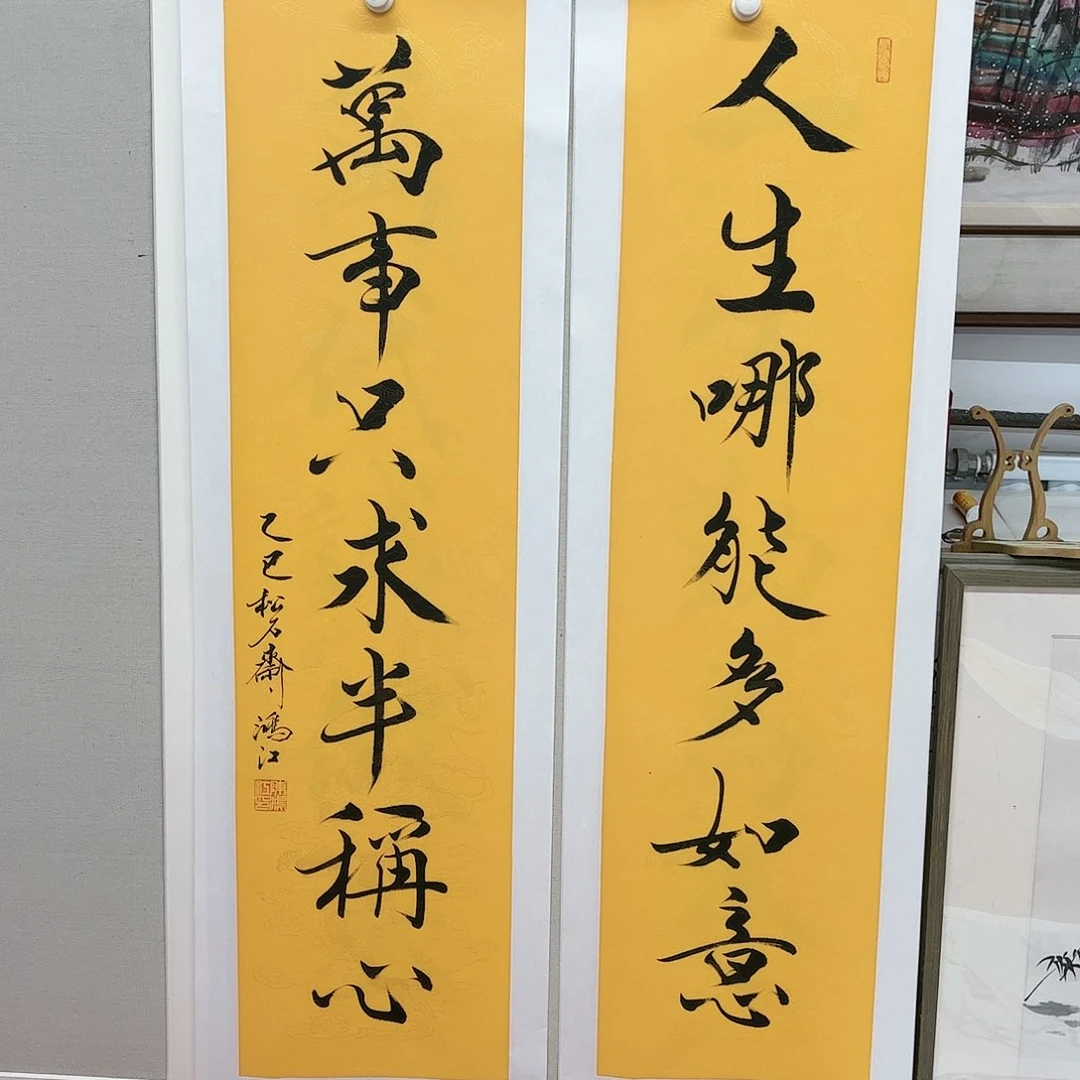 人生哪能多如意
萬事只求半稱心
乙巳松石齋鴻江